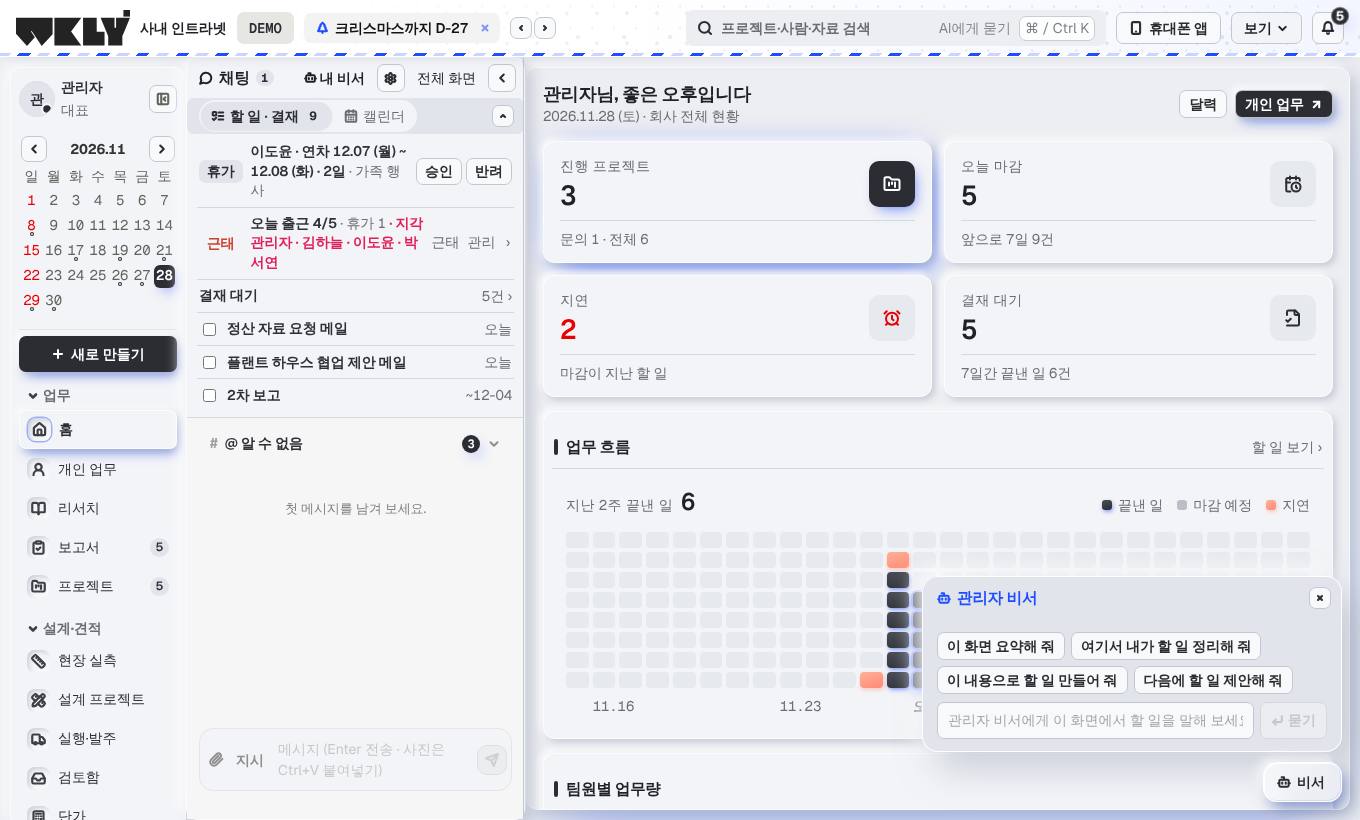 WKLY 사내 인트라넷 DEMO 크리스마스까지 D-27 × ‹ › 프로젝트·사람·자료 검색 AI에게 묻기 ⌘ / Ctrl K 휴대폰 앱 보기 5
관 관리자
대표
2026.11
일 월 화 수 목 금 토
1 2 3 4 5 6 7
8 9 10 11 12 13 14
15 16 17 18 19 20 21
22 23 24 25 26 27 28
29 30
+ 새로 만들기
업무
홈
개인 업무
리서치
보고서 5
프로젝트 5
설계·견적
현장 실측
설계 프로젝트
실행·발주
검토함
단가
채팅 1 내 비서 전체 화면
할 일·결재 9 캘린더
휴가 이도윤 · 연차 12.07 (월) ~
12.08 (화) · 2일 · 가족 행
사
승인 반려
근태 오늘 출근 4/5 · 휴가 1 · 지각
관리자 · 김하늘 · 이도윤 · 박
서연
근태 관리 ›
결재 대기 5건 ›
정산 자료 요청 메일 오늘
플랜트 하우스 협업 제안 메일 오늘
2차 보고 ~12-04
# @ 알 수 없음 3
첫 메시지를 남겨 보세요.
지시 메시지 (Enter 전송 · 사진은
Ctrl+V 붙여넣기)
관리자님, 좋은 오후입니다
2026.11.28 (토) · 회사 전체 현황
달력 개인 업무
진행 프로젝트
3
문의 1 · 전체 6
오늘 마감
5
앞으로 7일 9건
지연
2
마감이 지난 할 일
결재 대기
5
7일간 끝낸 일 6건
업무 흐름 할 일 보기 ›
지난 2주 끝낸 일 6 끝낸 일 마감 예정 지연
11.16 11.23
팀원별 업무량
관리자 비서
이 화면 요약해 줘 여기서 내가 할 일 정리해 줘
이 내용으로 할 일 만들어 줘 다음에 할 일 제안해 줘
관리자 비서에게 이 화면에서 할 일을 말해 보세 묻기
비서